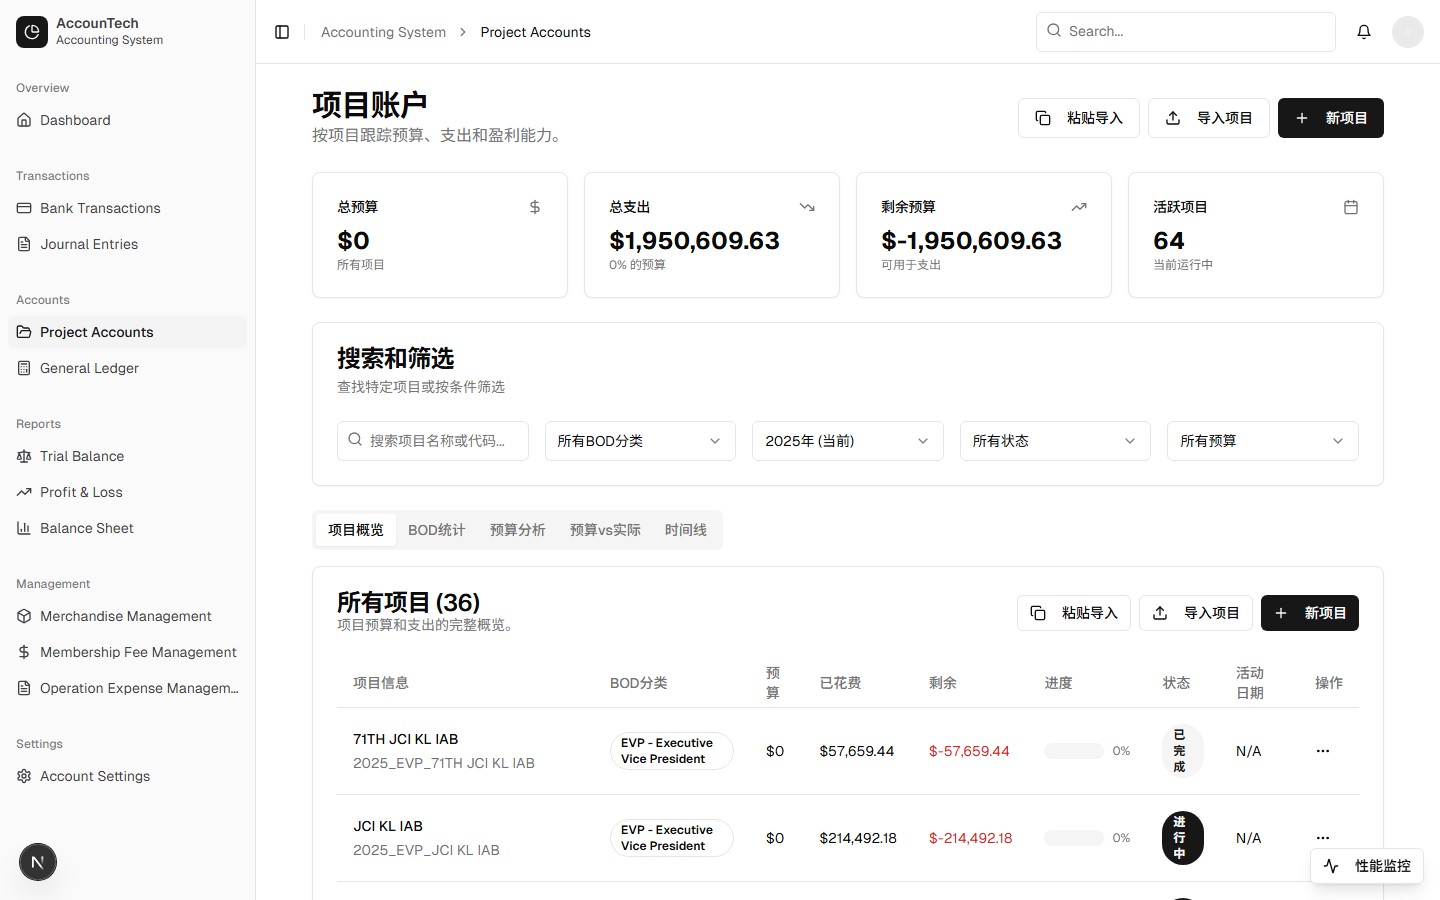 AccounTech
Accounting System
Overview
Dashboard
Transactions
Bank Transactions
Journal Entries
Accounts
Project Accounts
General Ledger
Reports
Trial Balance
Profit & Loss
Balance Sheet
Management
Merchandise Management
Membership Fee Management
Operation Expense Managem...
Settings
Account Settings
N
Accounting System > Project Accounts
Search...
项目账户
按项目跟踪预算、支出和盈利能力。
粘贴导入 导入项目 新项目
总预算
$0
所有项目
总支出
$1,950,609.63
0% 的预算
剩余预算
$-1,950,609.63
可用于支出
活跃项目
64
当前运行中
搜索和筛选
查找特定项目或按条件筛选
搜索项目名称或代码... 所有BOD分类 2025年 (当前) 所有状态 所有预算
项目概览 BOD统计 预算分析 预算vs实际 时间线
所有项目 (36)
项目预算和支出的完整概览。
粘贴导入 导入项目 新项目
项目信息 BOD分类 预算 已花费 剩余 进度 状态 活动日期 操作
71TH JCI KL IAB
2025_EVP_71TH JCI KL IAB
EVP - Executive
Vice President
$0 $57,659.44 $-57,659.44 0% 已完成 N/A
JCI KL IAB
2025_EVP_JCI KL IAB
EVP - Executive
Vice President
$0 $214,492.18 $-214,492.18 0% 进行中 N/A
性能监控